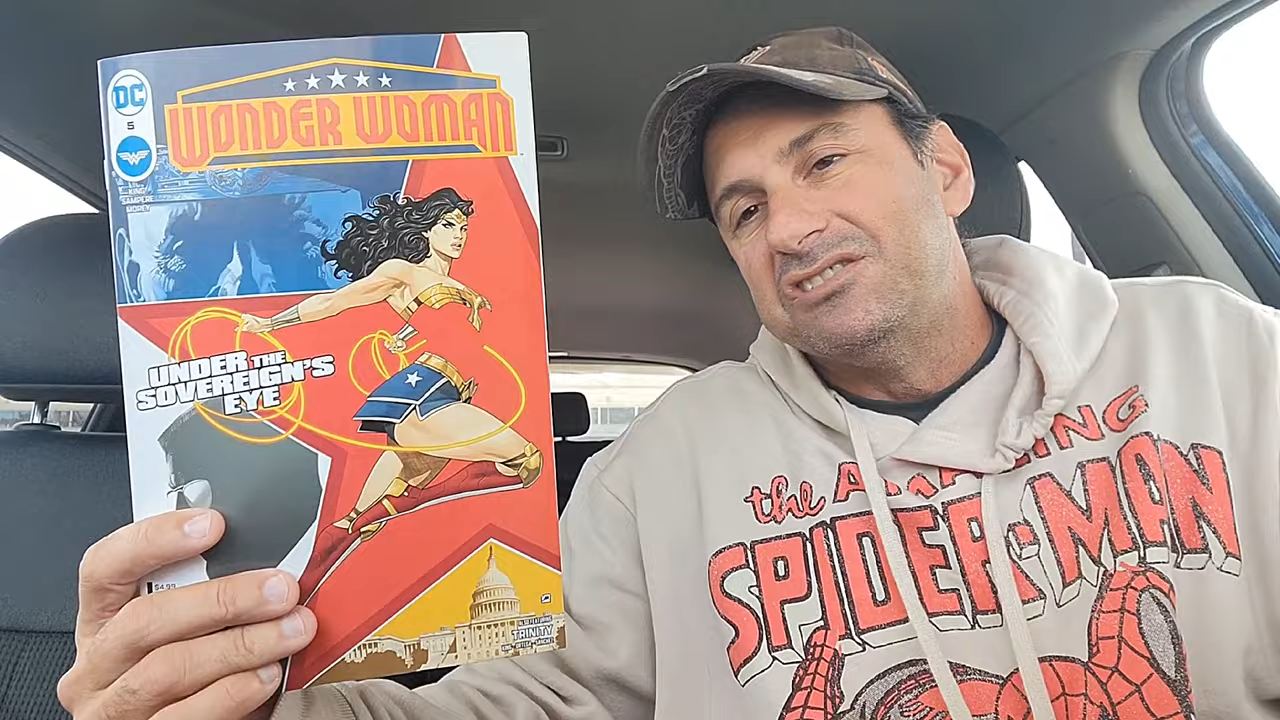 DC
5
WONDER WOMAN
KING
SAMPERE
MOREY
UNDER THE
SOVEREIGN'S
EYE
$4.99
TRINITY
the AMAZING
SPIDER-MAN